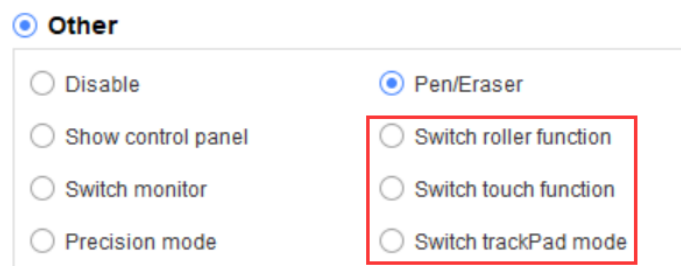 Other
Disable
Pen/Eraser
Show control panel
Switch roller function
Switch monitor
Switch touch function
Precision mode
Switch trackPad mode